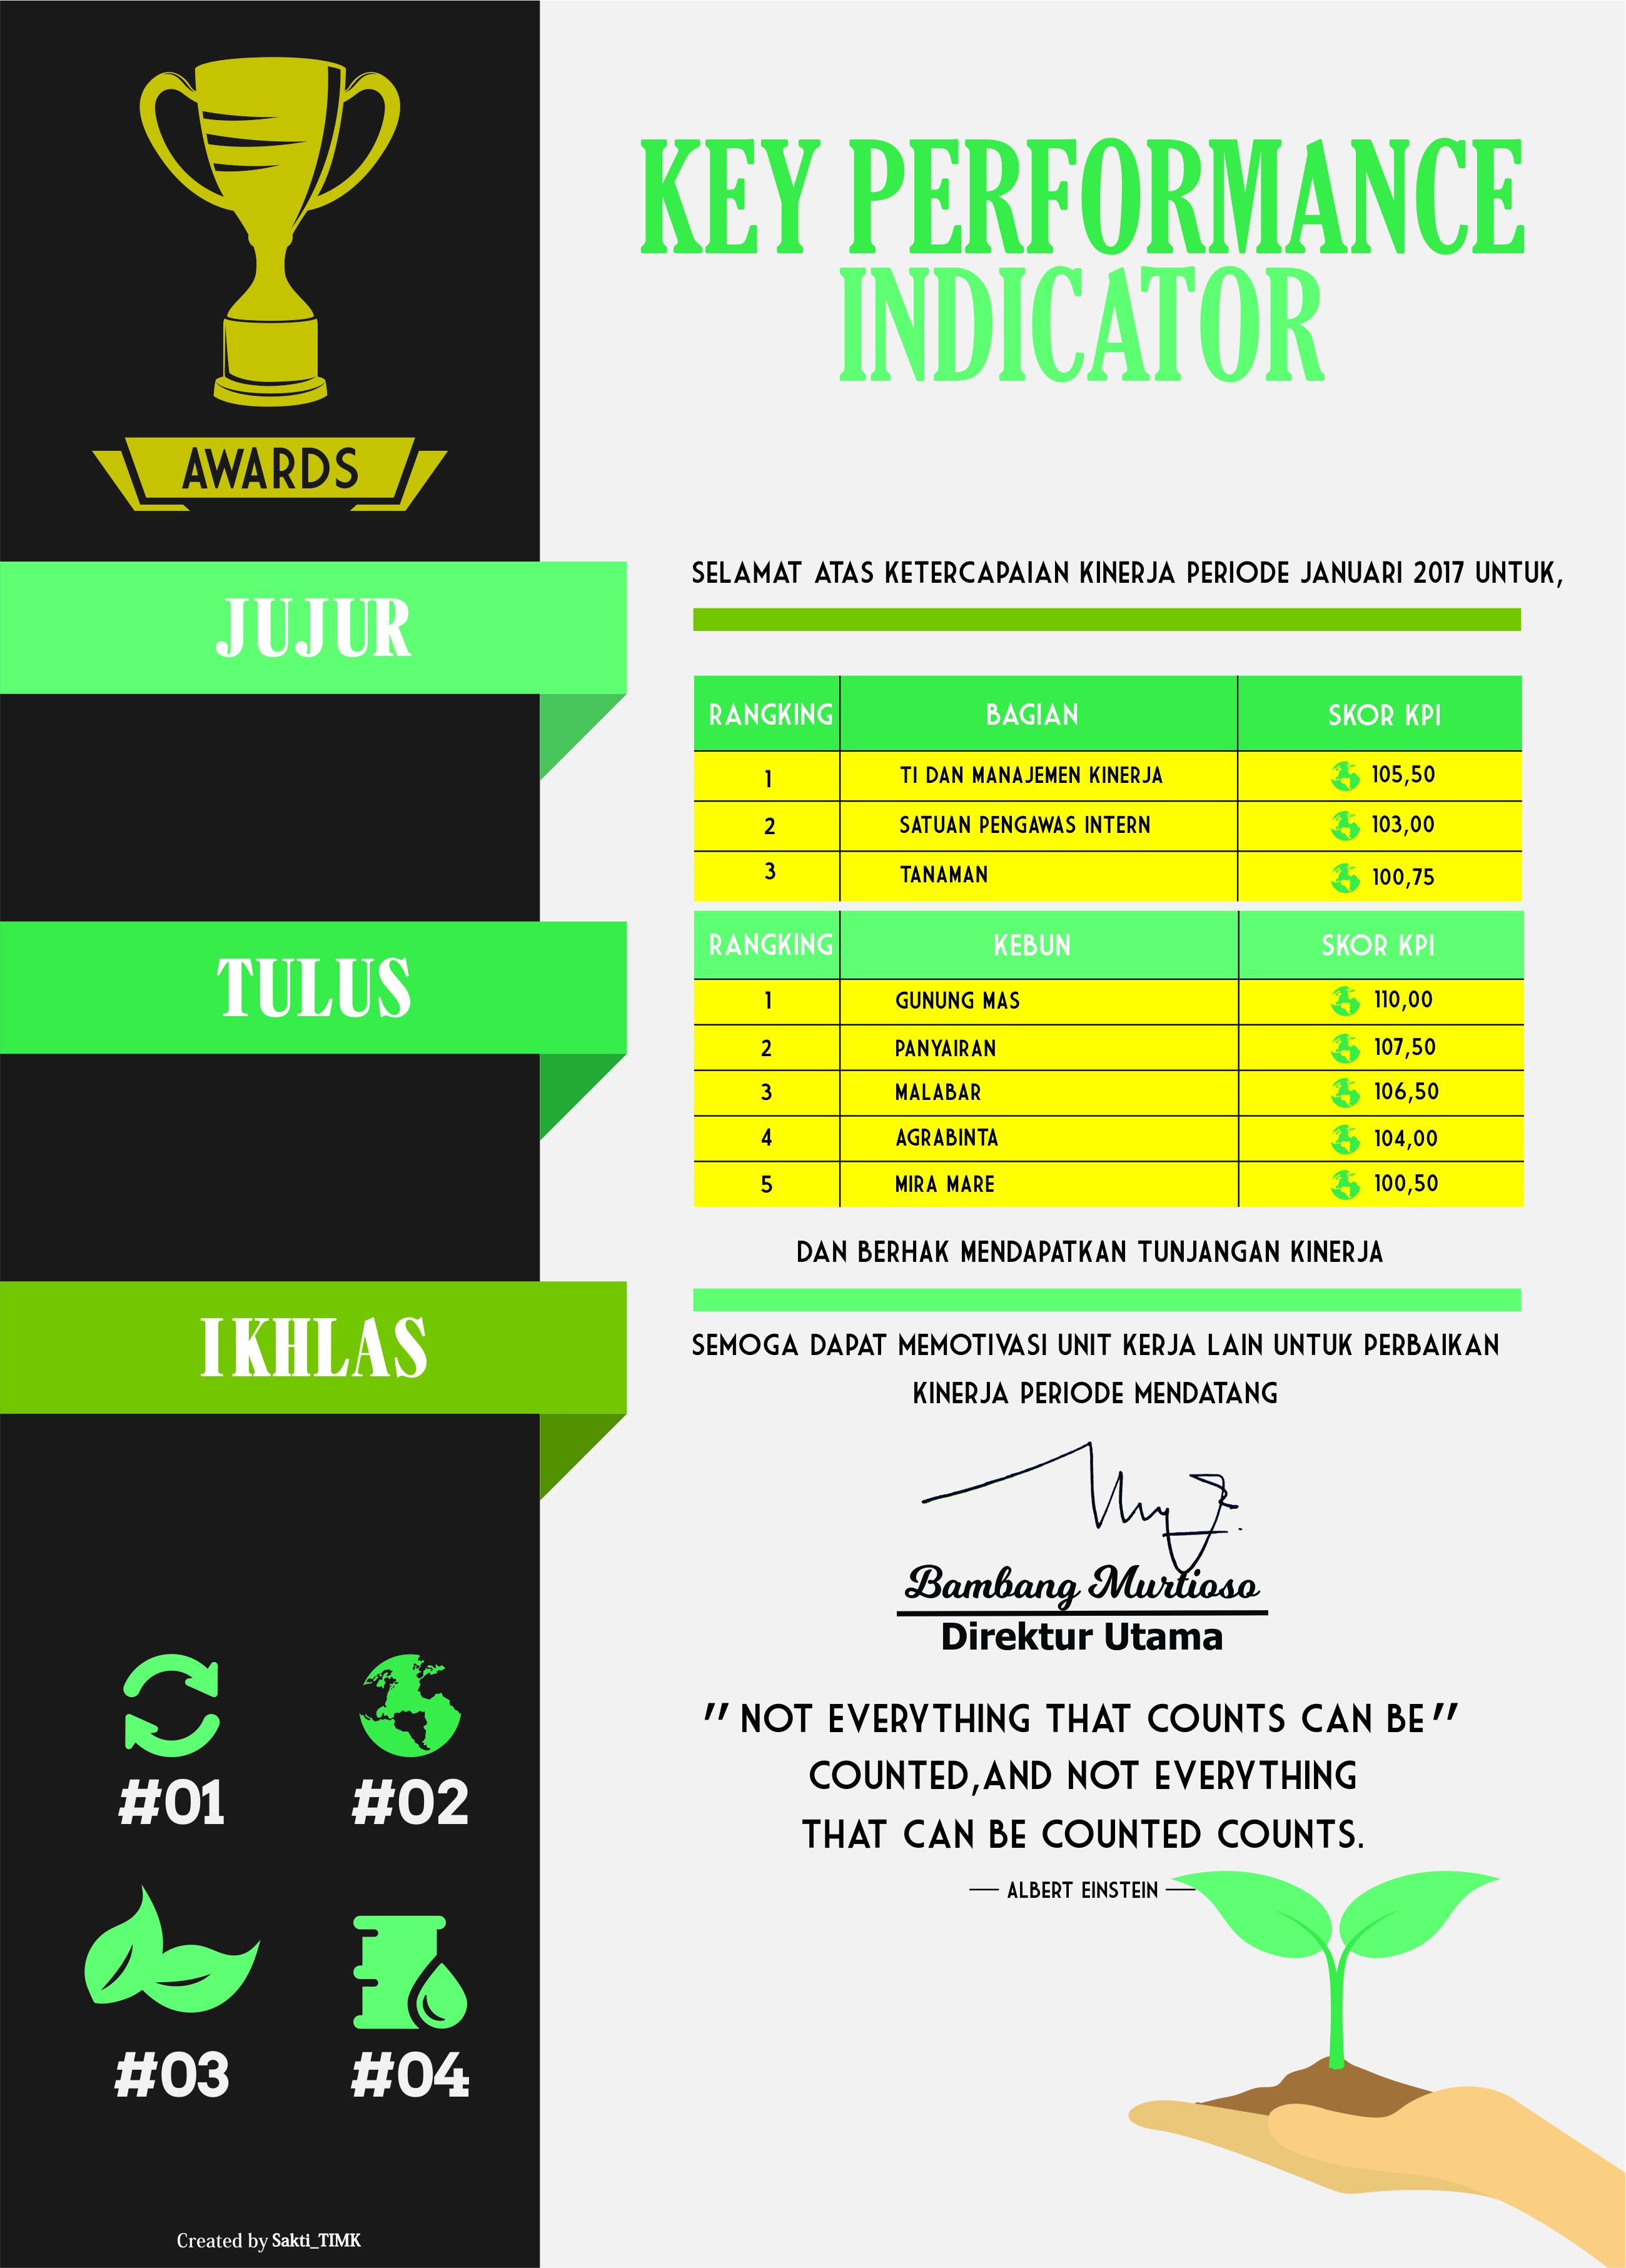 AWARDS
JUJUR
TULUS
IKHLAS
#01
#02
#03
#04
Created by Sakti_TIMK
KEY PERFORMANCE
INDICATOR
SELAMAT ATAS KETERCAPAIAN KINERJA PERIODE JANUARI 2017 UNTUK,
RANGKING BAGIAN SKOR KPI
1 TI DAN MANAJEMEN KINERJA 105,50
2 SATUAN PENGAWAS INTERN 103,00
3 TANAMAN 100,75
RANGKING KEBUN SKOR KPI
1 GUNUNG MAS 110,00
2 PANYAIRAN 107,50
3 MALABAR 106,50
4 AGRABINTA 104,00
5 MIRA MARE 100,50
DAN BERHAK MENDAPATKAN TUNJANGAN KINERJA
SEMOGA DAPAT MEMOTIVASI UNIT KERJA LAIN UNTUK PERBAIKAN
KINERJA PERIODE MENDATANG
Bambang Murtioso
Direktur Utama
" NOT EVERYTHING THAT COUNTS CAN BE "
COUNTED,AND NOT EVERYTHING
THAT CAN BE COUNTED COUNTS.
— ALBERT EINSTEIN —